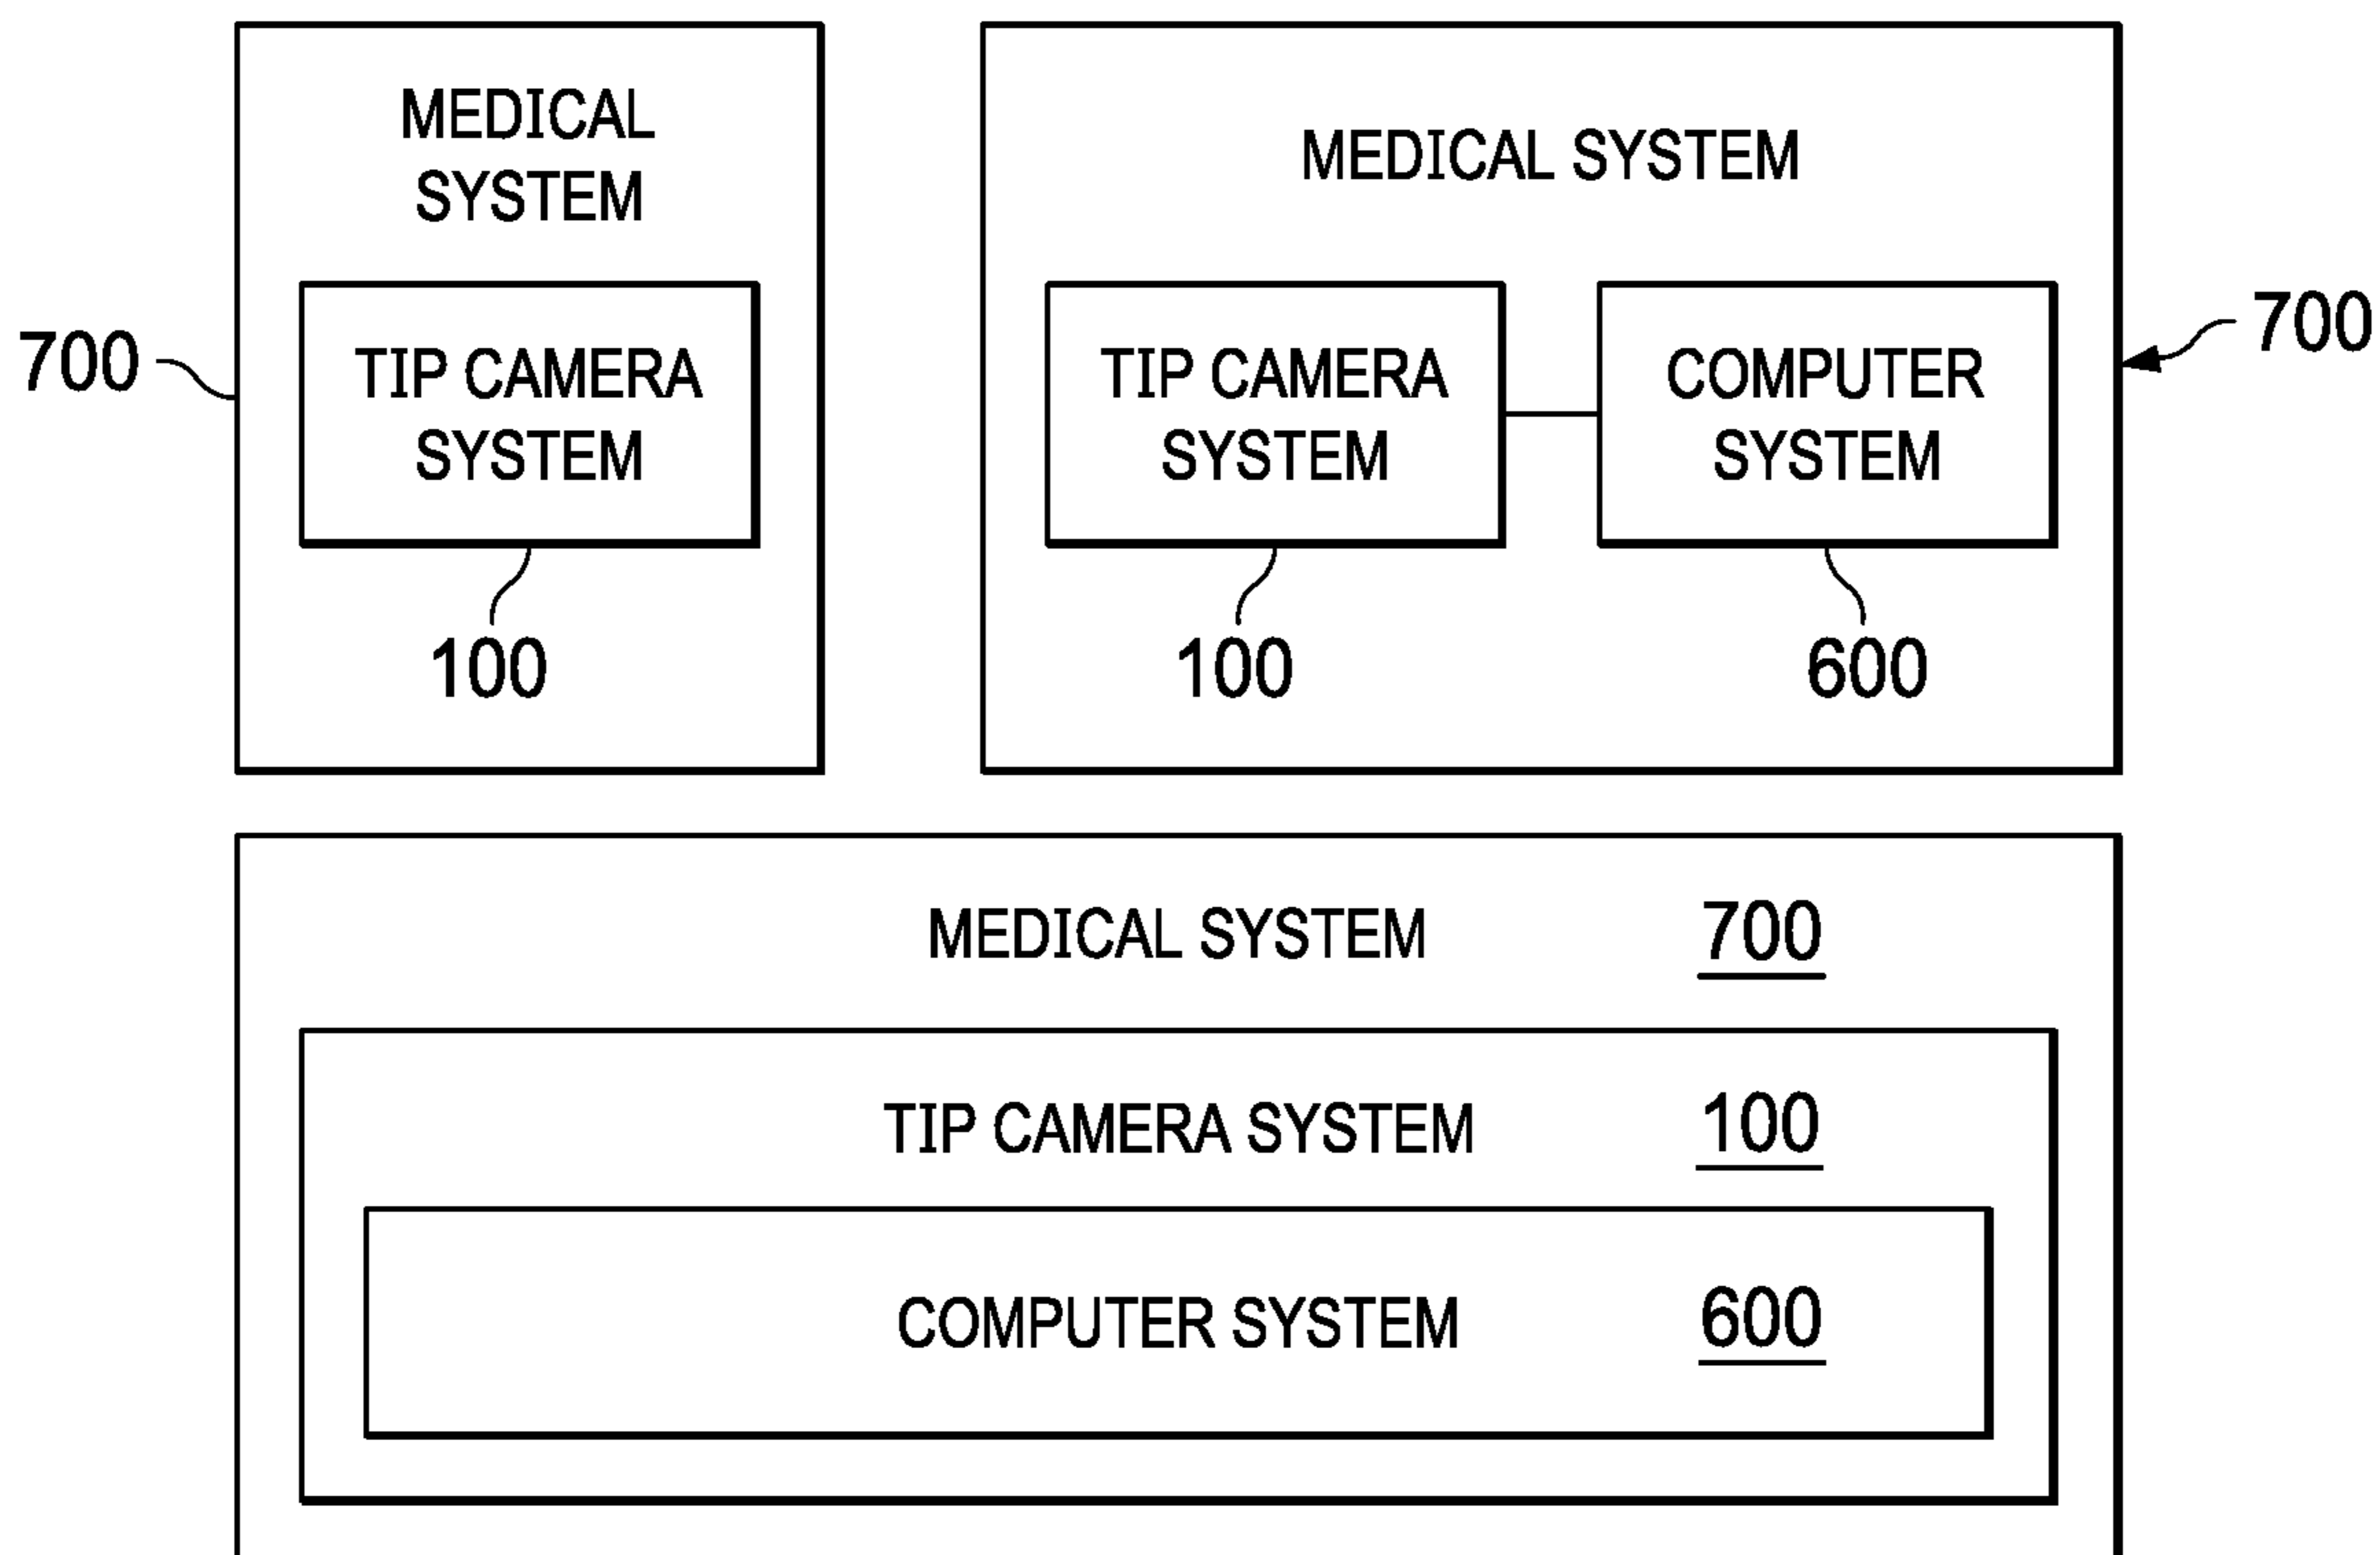 MEDICAL
SYSTEM
TIP CAMERA
SYSTEM
100
700
MEDICAL SYSTEM
TIP CAMERA
SYSTEM
100
COMPUTER
SYSTEM
600
700
MEDICAL SYSTEM 700
TIP CAMERA SYSTEM 100
COMPUTER SYSTEM 600